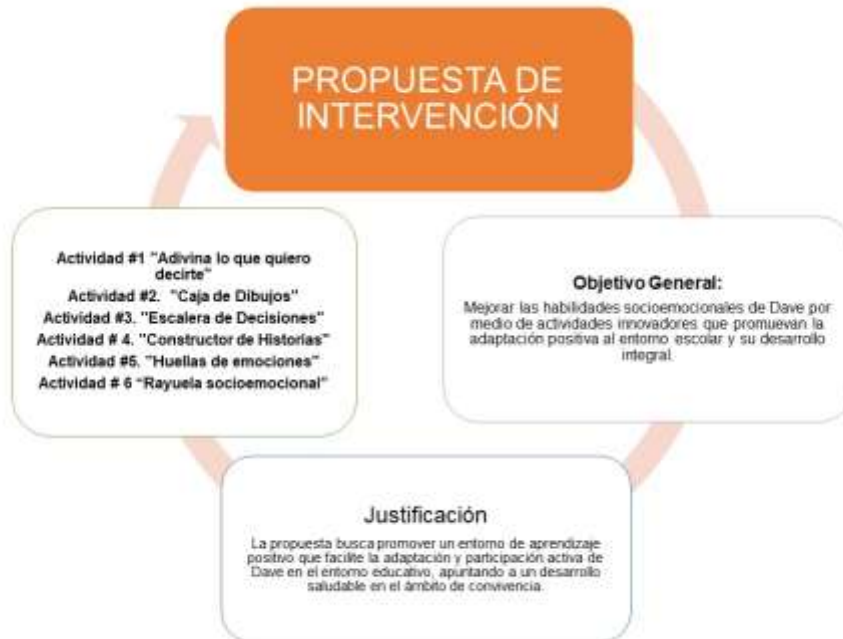 PROPUESTA DE
INTERVENCIÓN
Objetivo General:
Mejorar las habilidades socioemocionales de Dave por
medio de actividades innovadores que promuevan la
adaptación positiva al entorno escolar y su desarrollo
integral.
Justificación
La propuesta busca promover un entorno de aprendizaje
positivo que facilite la adaptación y participación activa de
Dave en el entorno educativo, apuntando a un desarrollo
saludable en el ámbito de convivencia.
Actividad #1 "Adivina lo que quiero
decirte"
Actividad #2. "Caja de Dibujos"
Actividad #3. "Escalera de Decisiones"
Actividad # 4. "Constructor de Historias"
Actividad #5. "Huellas de emociones"
Actividad # 6 "Rayuela socioemocional"